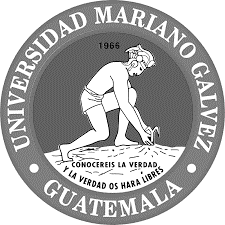 UNIVERSIDAD MARIANO GALVEZ
1966
CONOCEREIS LA VERDAD
Y LA VERDAD OS HARA LIBRES
GUATEMALA